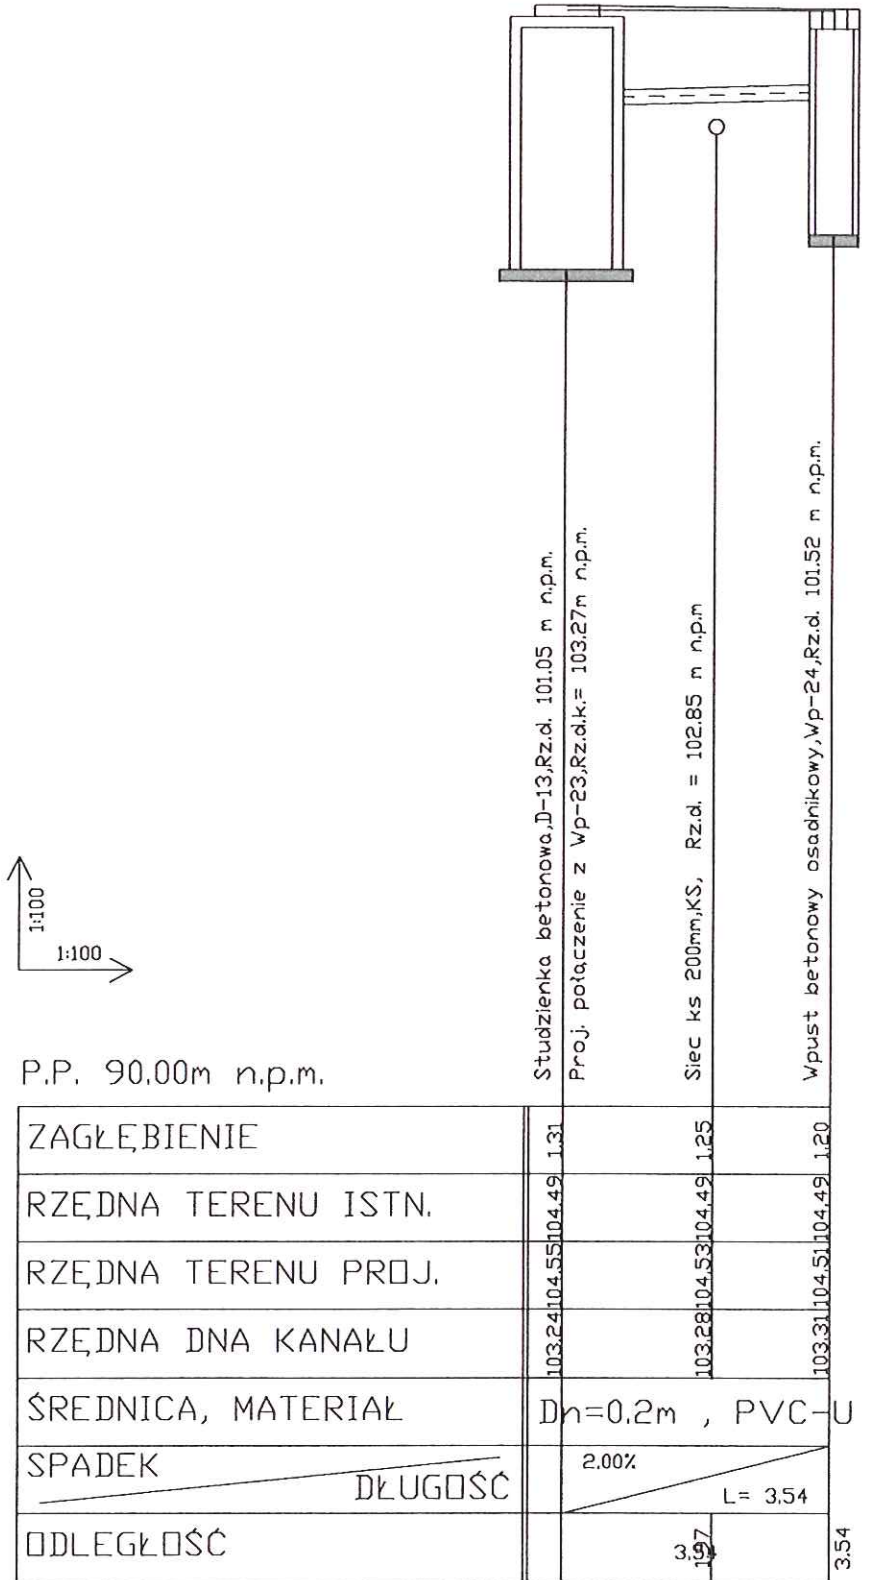 Studzienka betonowa,D-13,Rz.d. 101.05 m n.p.m.
Proj. połączenie z Wp-23,Rz.d.k.= 103.27m n.p.m.
Siec ks 200mm,KS, Rz.d. = 102.85 m n.p.m
Wpust betonowy osadnikowy,Wp-24,Rz.d. 101.52 m n.p.m.
1:100
1:100
P.P. 90.00m n.p.m.
ZAGŁĘBIENIE 1.31 1.25 1.20
RZĘDNA TERENU ISTN. 104.49 104.49 104.49
RZĘDNA TERENU PROJ. 104.55 104.53 104.51
RZĘDNA DNA KANAŁU 103.24 103.28 103.31
ŚREDNICA, MATERIAŁ Dn=0.2m , PVC-U
SPADEK DŁUGOŚĆ 2.00% L= 3.54
ODLEGŁOŚĆ 3.54 3.54